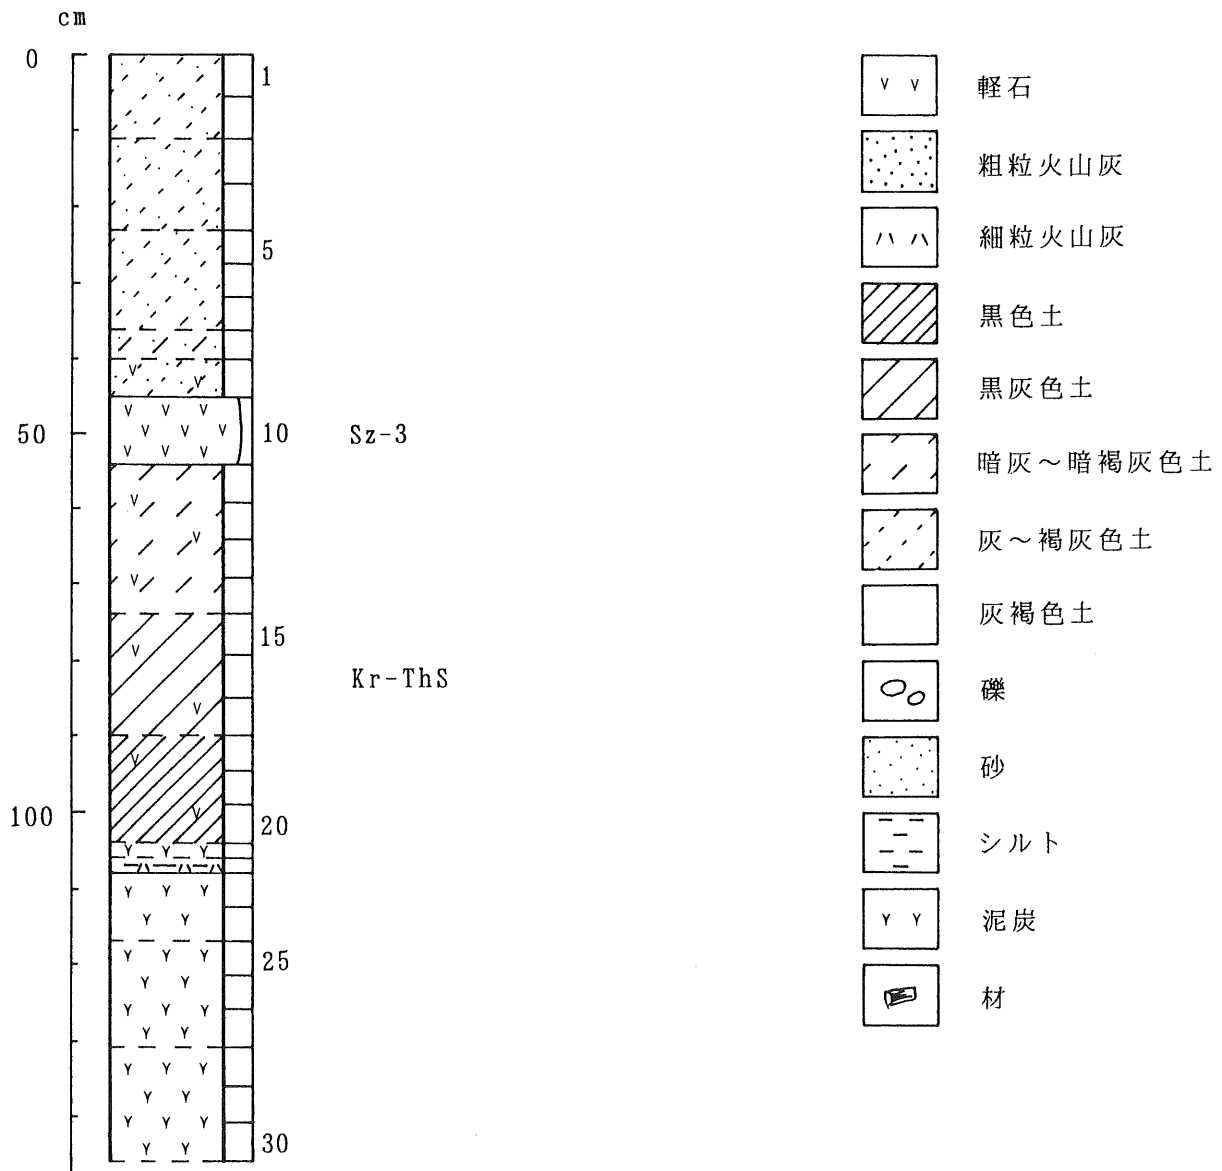 cm
0
50
100
1
5
10
15
20
25
30
Sz-3
Kr-ThS
軽石
粗粒火山灰
細粒火山灰
黒色土
黒灰色土
暗灰～暗褐灰色土
灰～褐灰色土
灰褐色土
礫
砂
シルト
泥炭
材